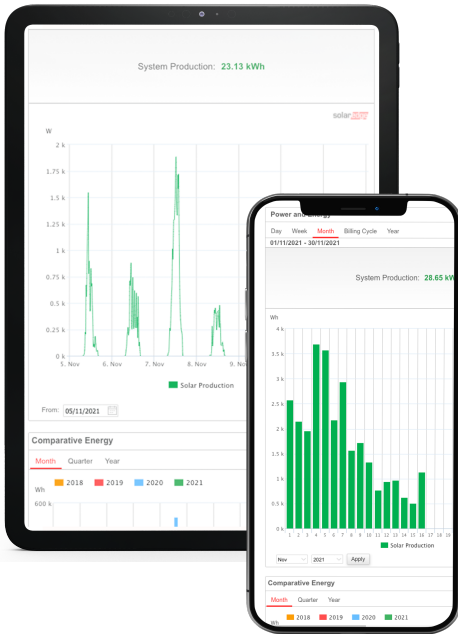 System Production: 23.13 kWh
solar
W
2 k
1.75 k
1.5 k
1.25 k
1 k
0.75 k
0.5 k
0.25 k
0 k
5. Nov 6. Nov 7. Nov 8. Nov 9. No
Solar Production
From: 05/11/2021
Comparative Energy
Month Quarter Year
2018 2019 2020 2021
Wh
600 k
Power and Energy
Day Week Month Billing Cycle Year
01/11/2021 - 30/11/2021
System Production: 28.65 kW
Wh
4 k
3.5 k
3 k
2.5 k
2 k
1.5 k
1 k
0.5 k
0 k
1 2 3 4 5 6 7 8 9 10 11 12 13 14 15 16 17 18 19
Solar Production
Nov 2021 Apply
Comparative Energy
Month Quarter Year
2018 2019 2020 2021
Wh